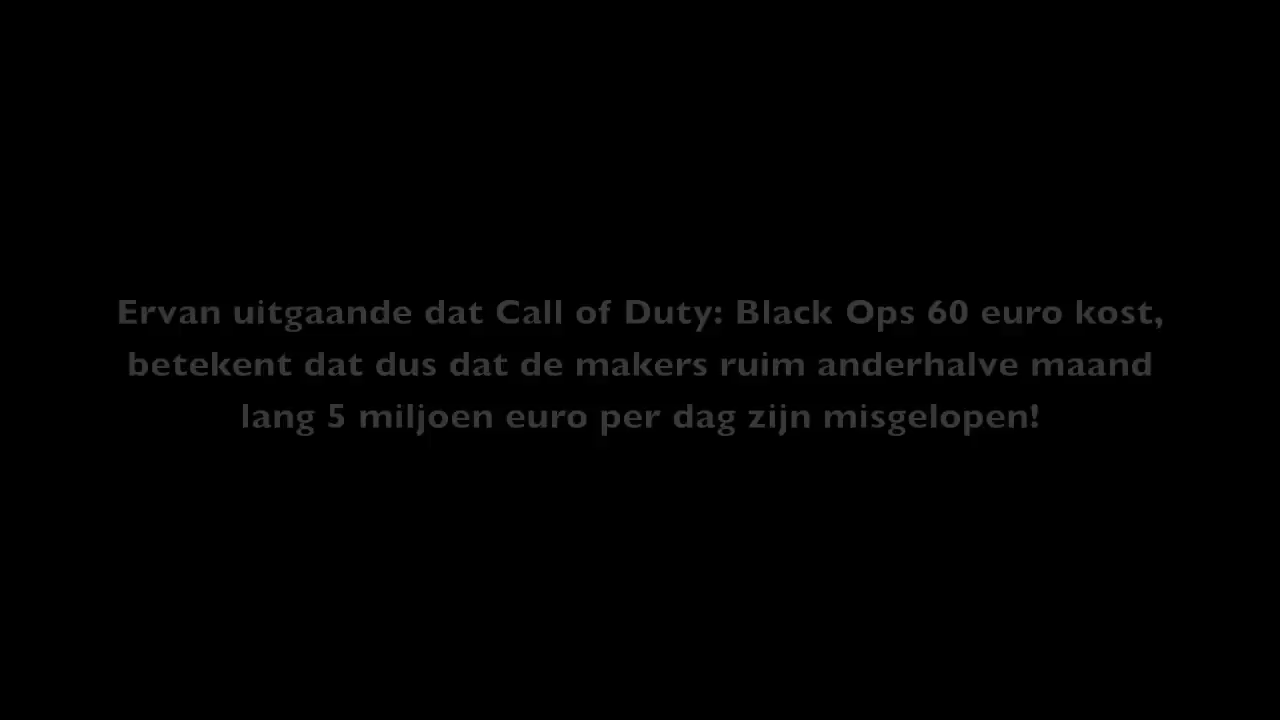 Ervan uitgaande dat Call of Duty: Black Ops 60 euro kost,
betekent dat dus dat de makers ruim anderhalve maand
lang 5 miljoen euro per dag zijn misgelopen!